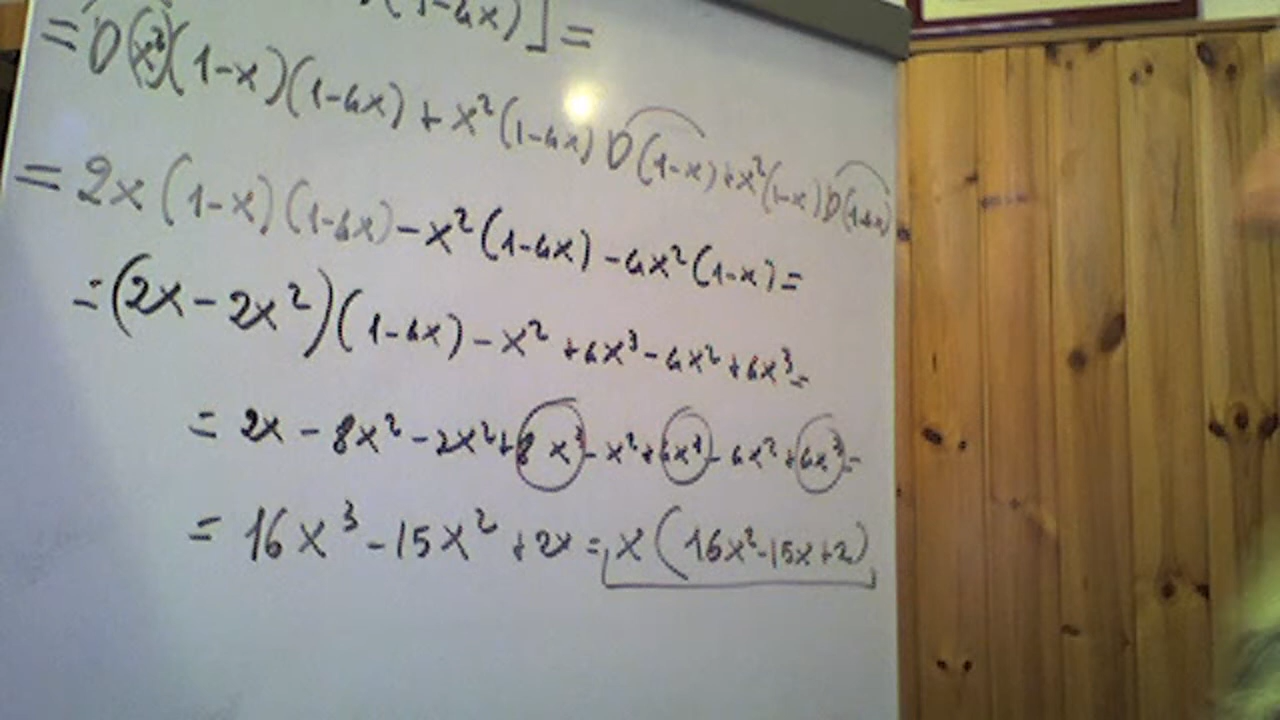 (1-4x)] =
= D(x²)(1-x)(1-4x) + x²(1-4x) D(1-x) + x²(1-x) D(1-4x)
= 2x (1-x) (1-4x) - x² (1-4x) - 4x² (1-x) =
= (2x - 2x²) (1-4x) - x² + 4x³ - 4x² + 4x³ =
= 2x - 8x² - 2x² + 8x³ - x² + 4x³ - 4x² + 4x³ =
= 16x³ - 15x² + 2x = x (16x² - 15x + 2)